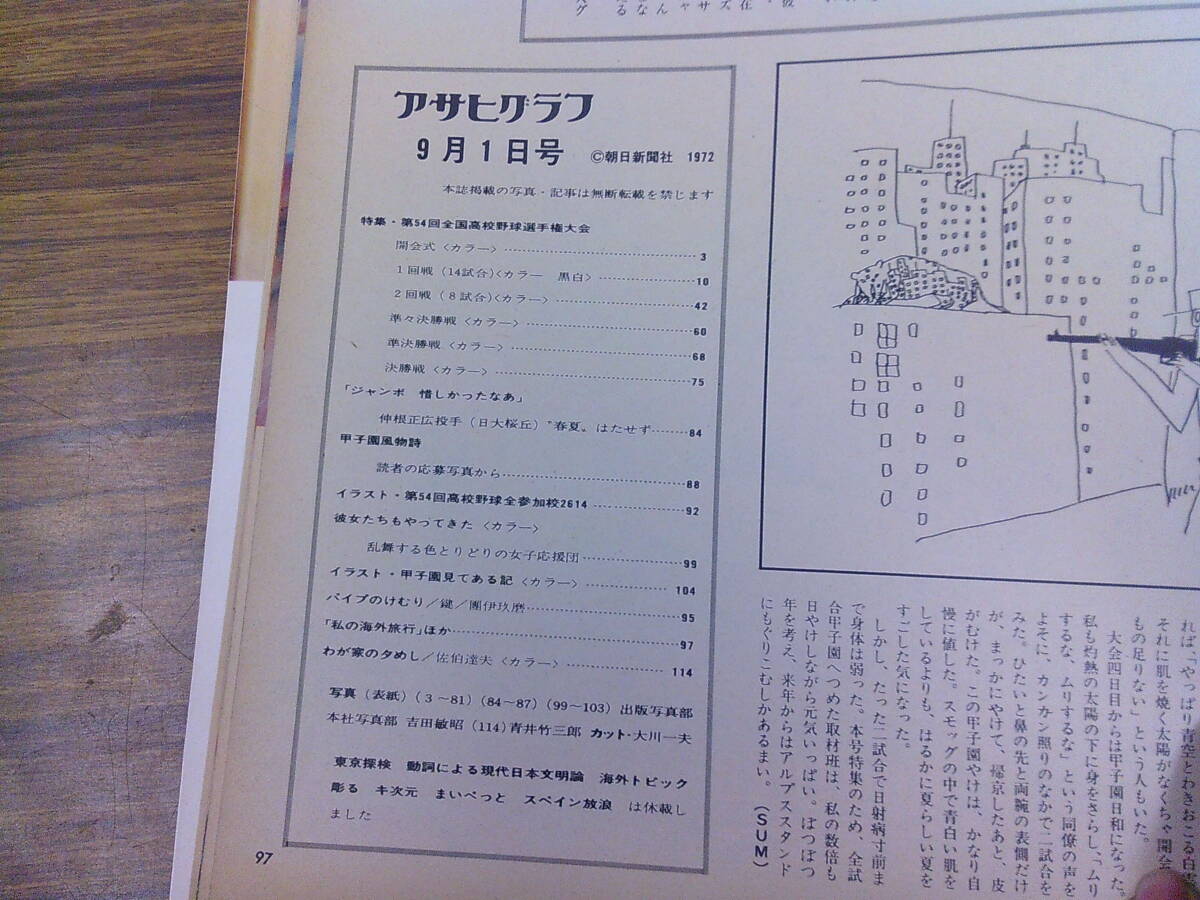 アサヒグラフ
9月1日号 ©朝日新聞社 1972
本誌掲載の写真・記事は無断転載を禁じます
特集・第54回全国高校野球選手権大会
開会式〈カラー〉……3
1回戦(14試合)〈カラー 黒白〉……10
2回戦(8試合)〈カラー〉……42
準々決勝戦〈カラー〉……60
準決勝戦〈カラー〉……68
決勝戦〈カラー〉……75
「ジャンボ 惜しかったなあ」
仲根正広投手(日大桜丘)〝春夏〟はたせず……84
甲子園風物詩
読者の応募写真から……88
イラスト・第54回高校野球全参加校2614……92
彼女たちもやってきた〈カラー〉
乱舞する色とりどりの女子応援団……99
イラスト・甲子園見てある記〈カラー〉……104
パイプのけむり/鍵/團伊玖磨……95
「私の海外旅行」ほか……97
わが家の夕めし/佐伯達夫〈カラー〉……114
写真(表紙)(3〜81)(84〜87)(99〜103)出版写真部
本社写真部 吉田敏昭(114)青井竹三郎 カット・大川一夫
東京探検 動詞による現代日本文明論 海外トピック
彫る キ次元 まいぺっと スペイン放浪 は休載し
ました
97
れば、やっぱり青空とわきおこる白雲
それに肌を焼く太陽がなくちゃ開会
もの足りない」という人もいた。
大会四日目からは甲子園日和になった。
私も灼熱の太陽の下に身をさらし、「ムリ
するな、ムリするな」という同僚の声を
よそに、カンカン照りのなかで二試合を
みた。ひたいと鼻の先と両腕の表側だけ
が、まっかにやけて、帰京したあと、皮
がむけた。この甲子園やけは、かなり自
慢に値した。スモッグの中で青白い肌を
しているよりも、はるかに夏らしい夏を
すごした気になった。
しかし、たった二試合で日射病寸前ま
で身体は弱った。本号特集のため、全試
合甲子園へつめた取材班は、私の数倍も
日やけしながら元気いっぱい。ぼつぼつ
年を考え、来年からはアルプススタンド
にもぐりこむしかあるまい。(SUM)